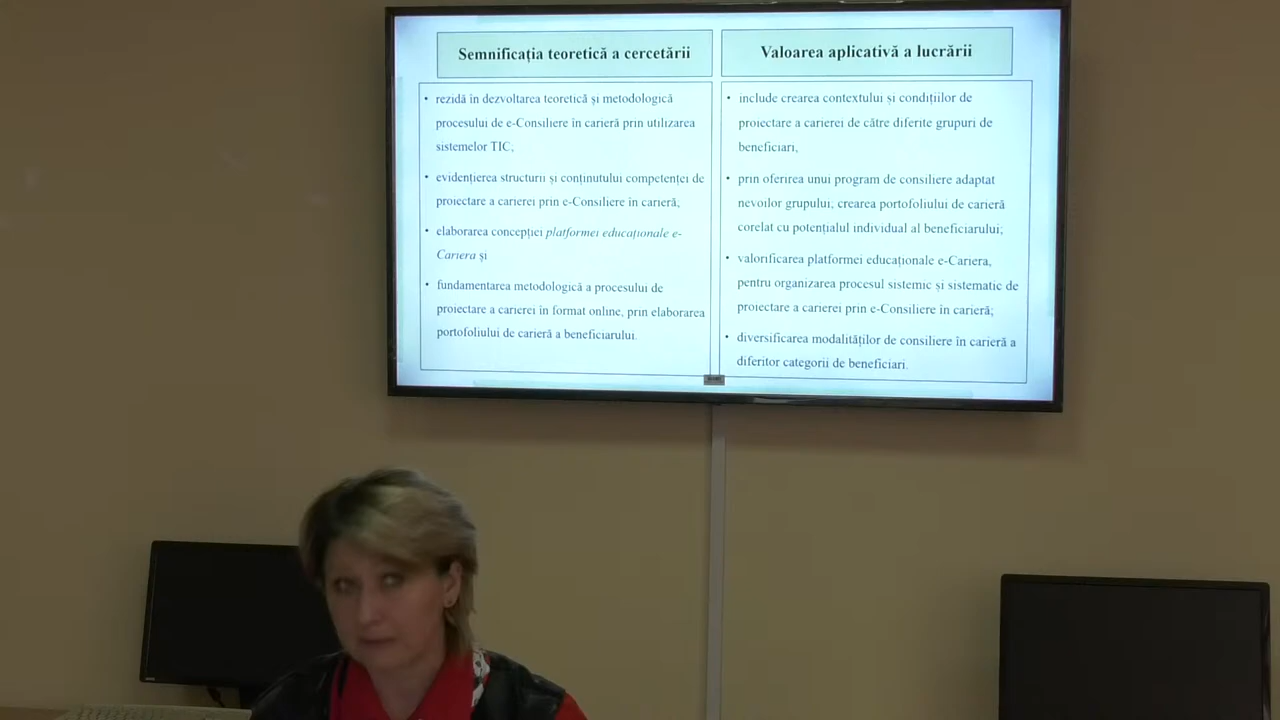 Semnificația teoretică a cercetării
rezidă în dezvoltarea teoretică și metodologică
procesului de e-Consiliere în carieră prin utilizarea
sistemelor TIC;
evidențierea structurii și conținutului competenței de
proiectare a carierei prin e-Consiliere în carieră;
elaborarea concepției platformei educaționale e-
Cariera și
fundamentarea metodologică a procesului de
proiectare a carierei în format online, prin elaborarea
portofoliului de carieră a beneficiarului.
Valoarea aplicativă a lucrării
include crearea contextului și condițiilor de
proiectare a carierei de către diferite grupuri de
beneficiari,
prin oferirea unui program de consiliere adaptat
nevoilor grupului; crearea portofoliului de carieră
corelat cu potențialul individual al beneficiarului;
valorificarea platformei educaționale e-Cariera,
pentru organizarea procesul sistemic și sistematic de
proiectare a carierei prin e-Consiliere în carieră;
diversificarea modalităților de consiliere în carieră a
diferitor categorii de beneficiari.